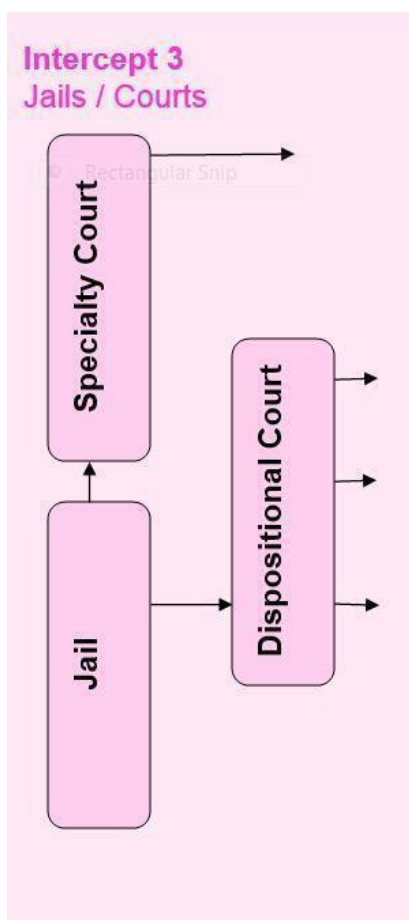 Intercept 3
Jails / Courts
Rectangular Snip
Specialty Court
Dispositional Court
Jail